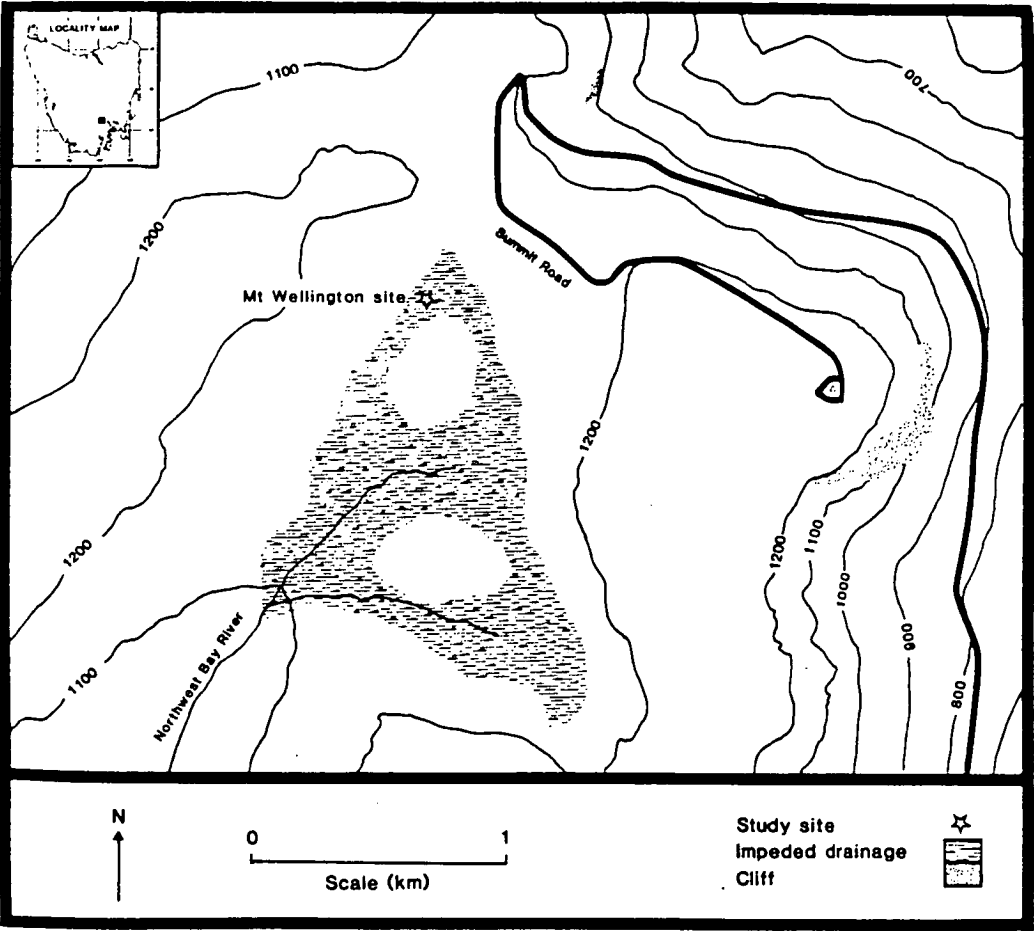 LOCALITY MAP
1100
700
1200
Summit Road
Mt Wellington site
1200
1200
1200
1100
1000
900
800
1100
Northwest Bay River
N
0 1
Scale (km)
Study site
Impeded drainage
Cliff